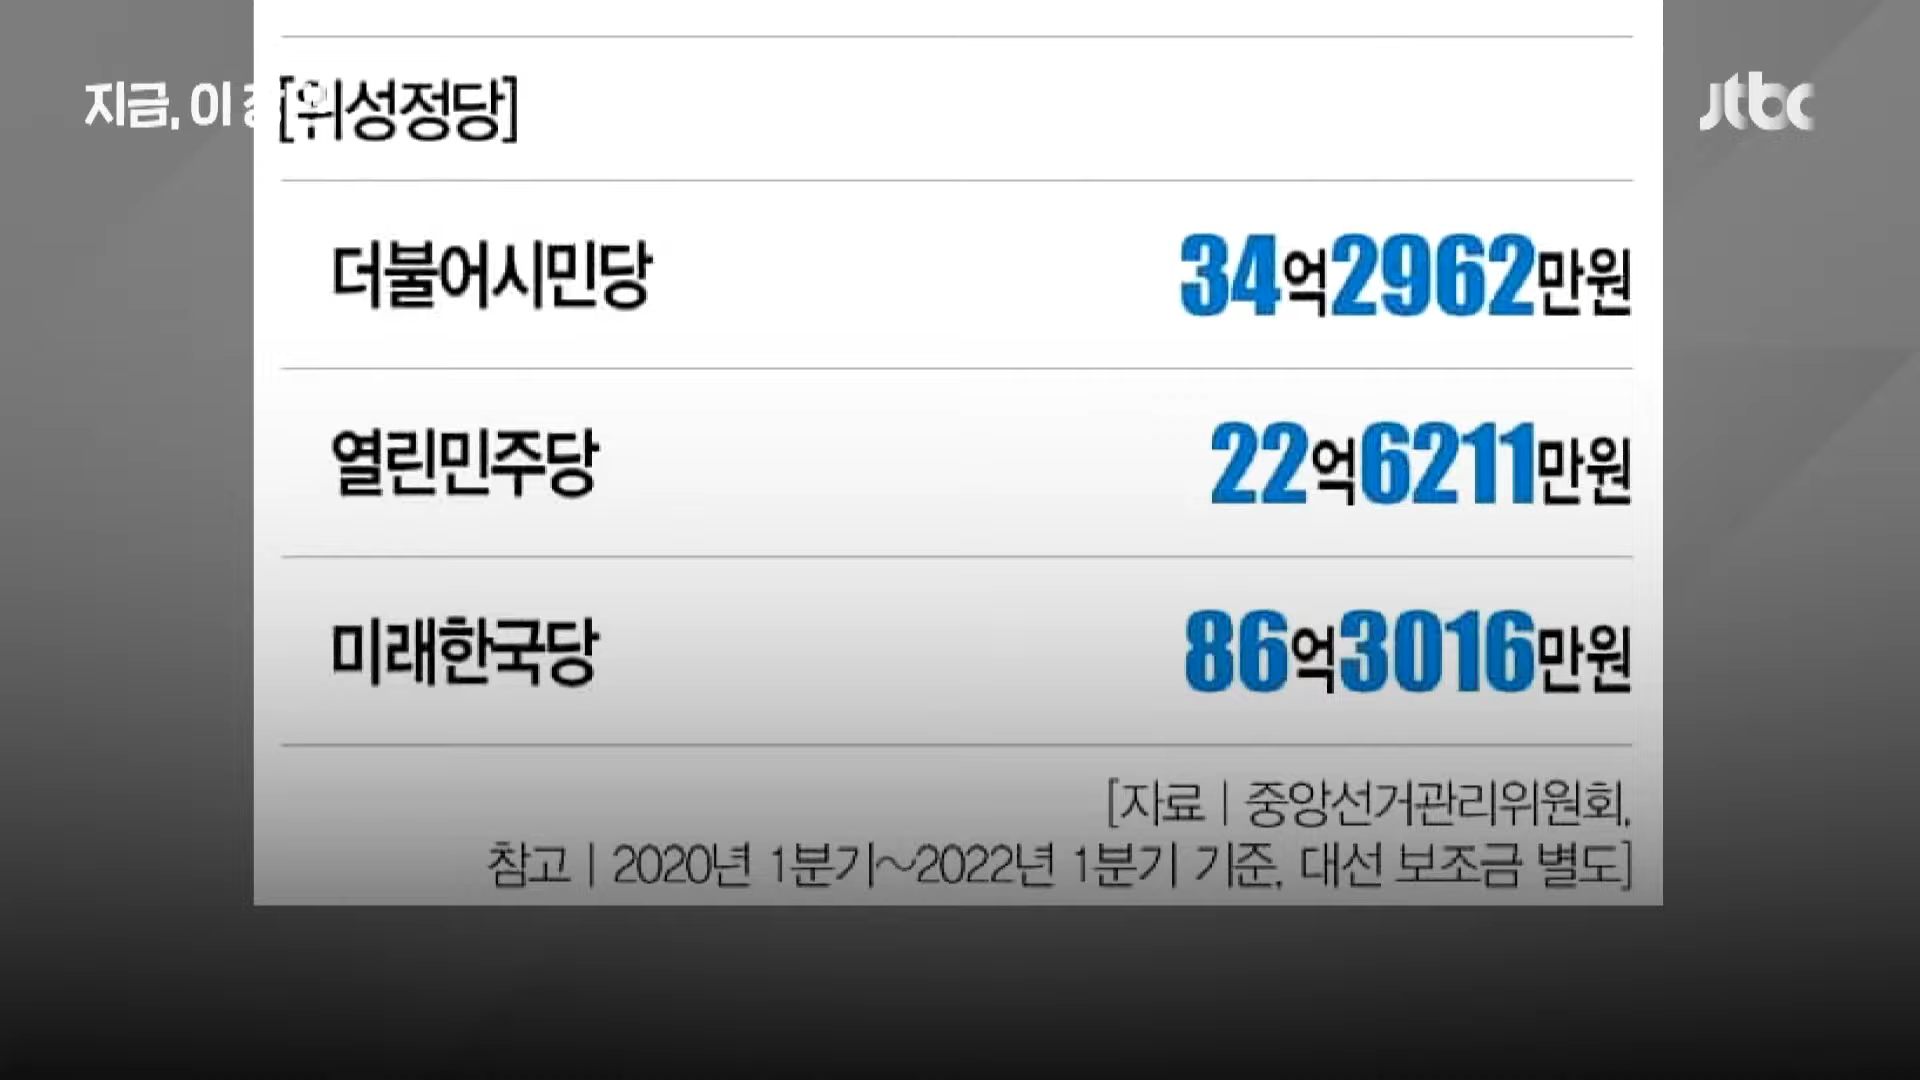 지금, 이
jtbc
[위성정당]
더불어시민당 34억2962만원
열린민주당 22억6211만원
미래한국당 86억3016만원
[자료 | 중앙선거관리위원회,
참고 | 2020년 1분기~2022년 1분기 기준, 대선 보조금 별도]